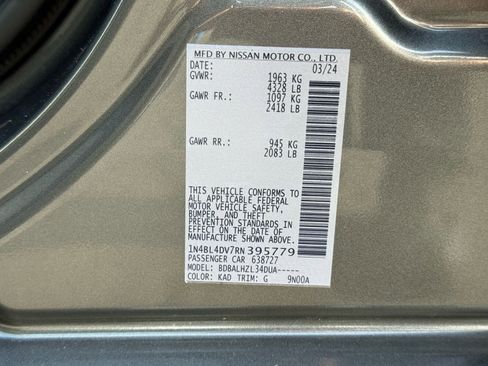 MFD BY NISSAN MOTOR CO., LTD.
DATE: 03/24
GVWR: 1963 KG
4328 LB
GAWR FR.: 1097 KG
2418 LB
GAWR RR.: 945 KG
2083 LB
THIS VEHICLE CONFORMS TO
ALL APPLICABLE FEDERAL
MOTOR VEHICLE SAFETY,
BUMPER, AND THEFT
PREVENTION STANDARDS IN
EFFECT ON THE DATE OF
MANUFACTURE SHOWN ABOVE.
1N4BL4DV7RN395779
PASSENGER CAR 638727
MODEL: BDBALHZL34DUA-----
COLOR: KAD TRIM: G 9N00A